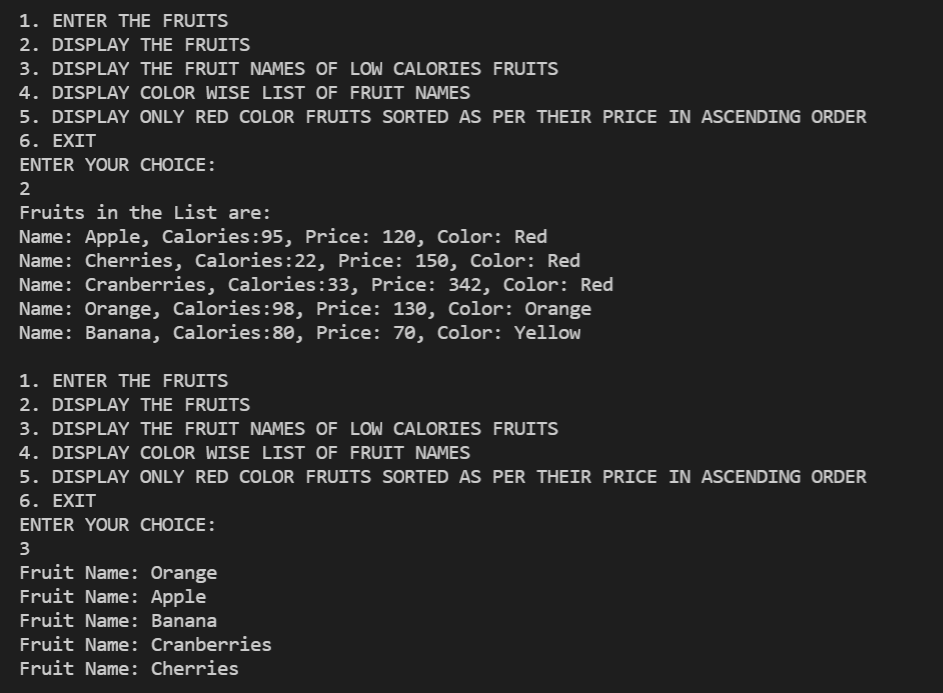 1. ENTER THE FRUITS
2. DISPLAY THE FRUITS
3. DISPLAY THE FRUIT NAMES OF LOW CALORIES FRUITS
4. DISPLAY COLOR WISE LIST OF FRUIT NAMES
5. DISPLAY ONLY RED COLOR FRUITS SORTED AS PER THEIR PRICE IN ASCENDING ORDER
6. EXIT
ENTER YOUR CHOICE:
2
Fruits in the List are:
Name: Apple, Calories:95, Price: 120, Color: Red
Name: Cherries, Calories:22, Price: 150, Color: Red
Name: Cranberries, Calories:33, Price: 342, Color: Red
Name: Orange, Calories:98, Price: 130, Color: Orange
Name: Banana, Calories:80, Price: 70, Color: Yellow
1. ENTER THE FRUITS
2. DISPLAY THE FRUITS
3. DISPLAY THE FRUIT NAMES OF LOW CALORIES FRUITS
4. DISPLAY COLOR WISE LIST OF FRUIT NAMES
5. DISPLAY ONLY RED COLOR FRUITS SORTED AS PER THEIR PRICE IN ASCENDING ORDER
6. EXIT
ENTER YOUR CHOICE:
3
Fruit Name: Orange
Fruit Name: Apple
Fruit Name: Banana
Fruit Name: Cranberries
Fruit Name: Cherries